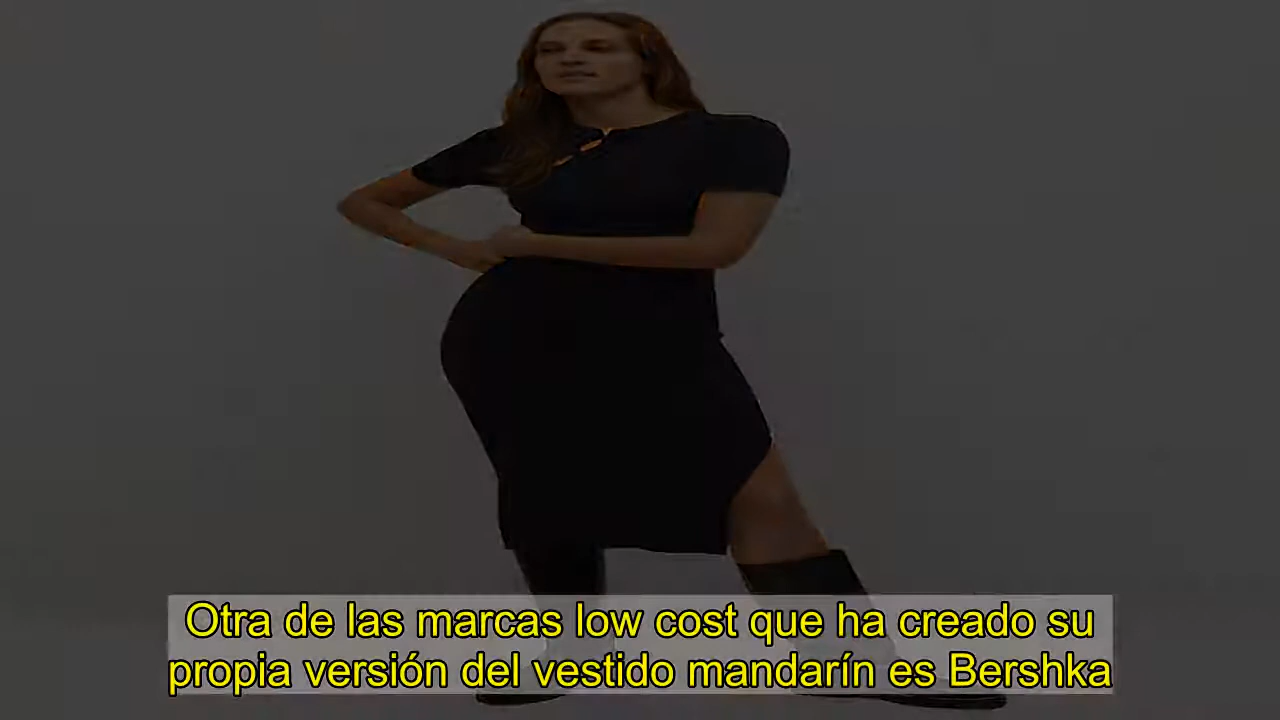 Otra de las marcas low cost que ha creado su
propia versión del vestido mandarín es Bershka